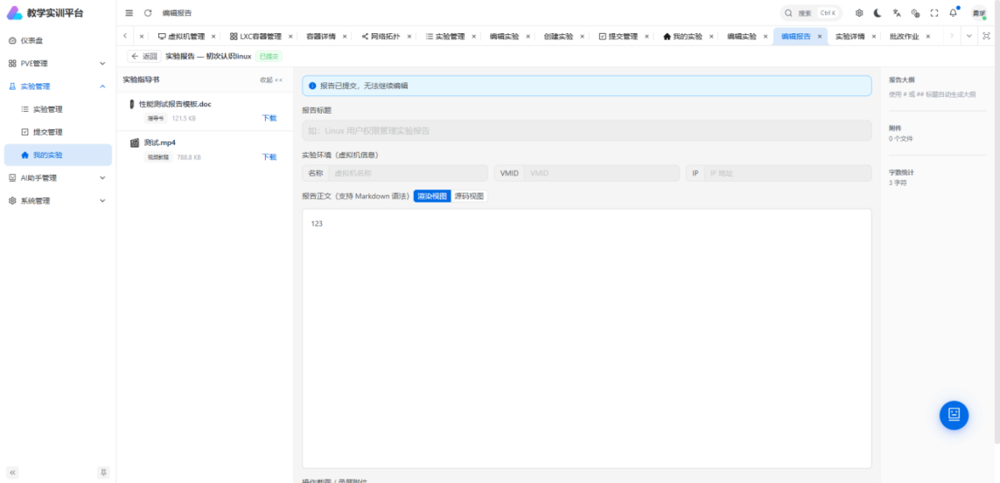 教学实训平台
编辑报告
搜索 Ctrl K
虚拟机管理 × LXC容器管理 × 容器详情 × 网络拓扑 × 实验管理 × 编辑实验 × 创建实验 × 提交管理 × 我的实验 × 编辑实验 × 编辑报告 × 实验详情 × 批改作业 ×
仪表盘
PVE管理
实验管理
实验管理
提交管理
我的实验
AI助手管理
系统管理
返回 实验报告 — 初次认识linux 已提交
实验指导书 收起 <<
性能测试报告模板.doc
指导书 121.5 KB 下载
测试.mp4
视频教程 788.8 KB 下载
报告已提交，无法继续编辑
报告标题
如：Linux 用户权限管理实验报告
实验环境（虚拟机信息）
名称 虚拟机名称 VMID VMID IP IP 地址
报告正文（支持 Markdown 语法） 渲染视图 源码视图
123
操作截图 / 录屏附件
报告大纲
使用 # 或 ## 标题自动生成大纲
附件
0 个文件
字数统计
3 字符